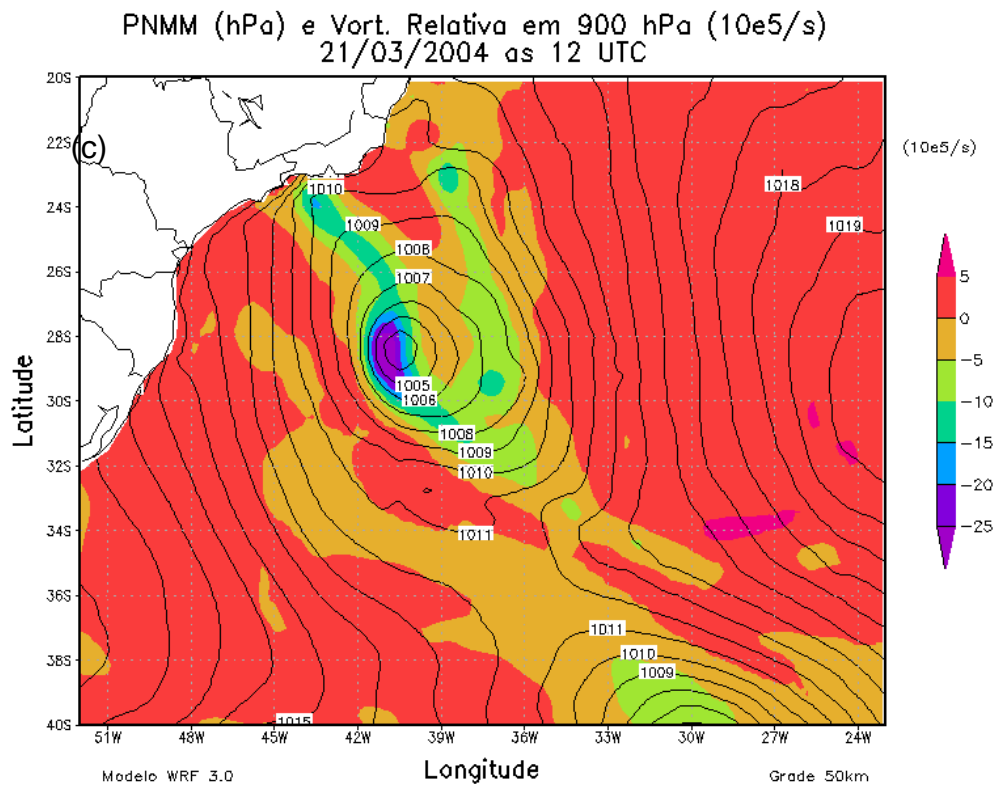 PNMM (hPa) e Vort. Relativa em 900 hPa (10e5/s)
21/03/2004 as 12 UTC
20S
22S
(c)
(10e5/s)
1018
24S
1010
1009
1019
26S
1008
1007
5
0
28S
-5
Latitude
1005
30S
1006
-10
1008
-15
1009
32S
1010
-20
34S
1011
-25
36S
1011
38S
1010
1009
40S
1015
51W 48W 45W 42W 39W 36W 33W 30W 27W 24W
Modelo WRF 3.0
Longitude
Grade 50km